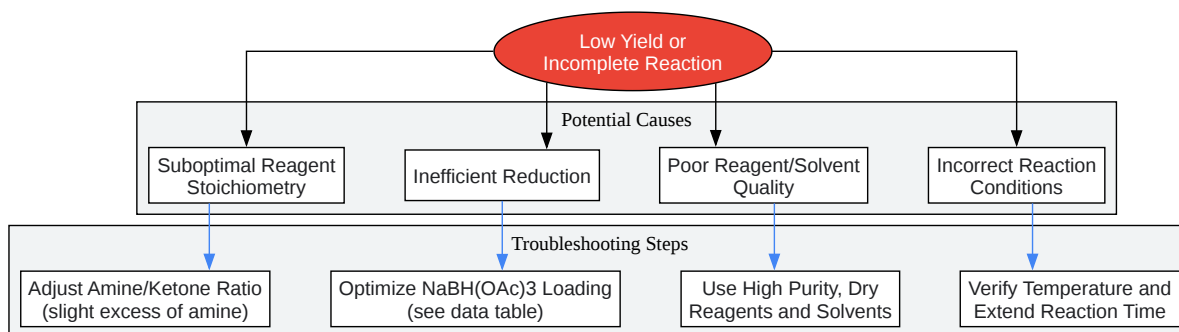 Low Yield or
Incomplete Reaction
Potential Causes
Suboptimal Reagent
Stoichiometry
Inefficient Reduction
Poor Reagent/Solvent
Quality
Incorrect Reaction
Conditions
Troubleshooting Steps
Adjust Amine/Ketone Ratio
(slight excess of amine)
Optimize NaBH(OAc)3 Loading
(see data table)
Use High Purity, Dry
Reagents and Solvents
Verify Temperature and
Extend Reaction Time